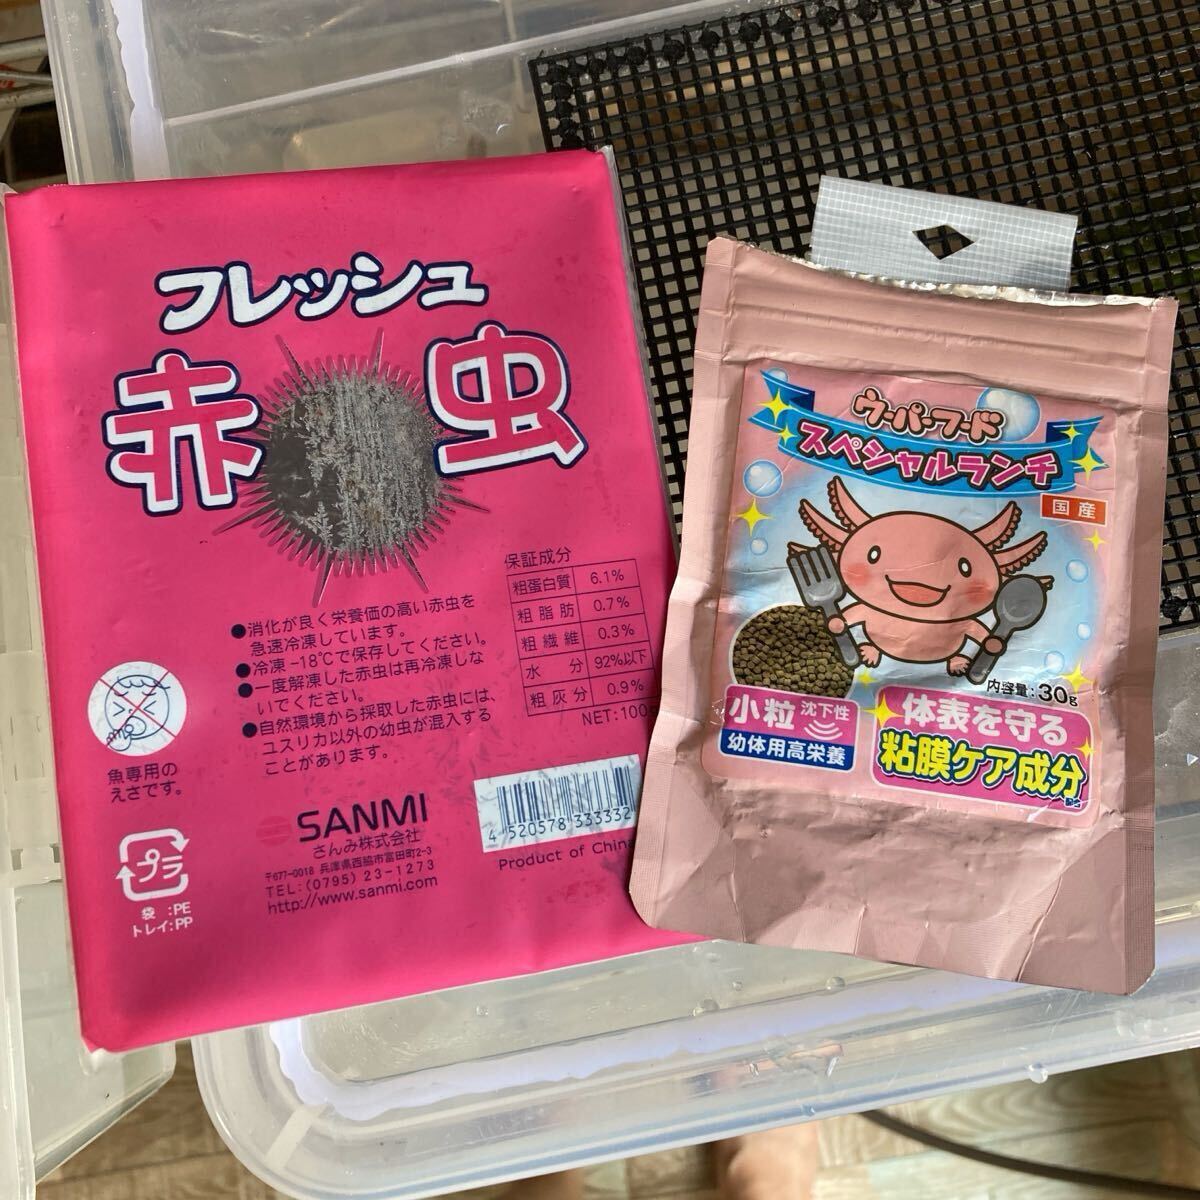 フレッシュ
赤虫
保証成分
粗蛋白質 6.1%
粗脂肪 0.7%
粗繊維 0.3%
水分 92%以下
粗灰分 0.9%
NET:100g
●消化が良く栄養価の高い赤虫を
急速冷凍しています。
●冷凍-18℃で保存してください。
●一度解凍した赤虫は再冷凍しな
いでください。
●自然環境から採取した赤虫には、
ユスリカ以外の幼虫が混入する
ことがあります。
魚専用の
えさです。
プラ
袋:PE
トレイ:PP
SANMI
さんみ株式会社
〒677-0018 兵庫県西脇市富田町2-3
TEL:(0795)23-1273
http://www.sanmi.com
4 520578 333332
Product of China
ウーパーフード
スペシャルランチ
国産
内容量:30g
小粒 沈下性
幼体用高栄養
体表を守る
粘膜ケア成分
配合